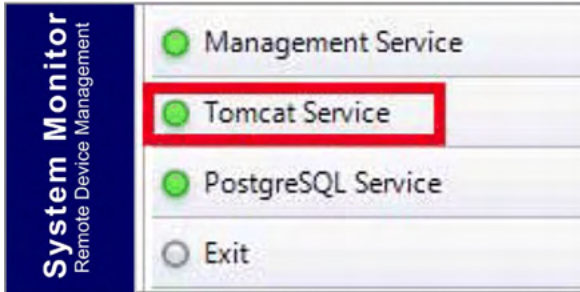 System Monitor
Remote Device Management
Management Service
Tomcat Service
PostgreSQL Service
Exit